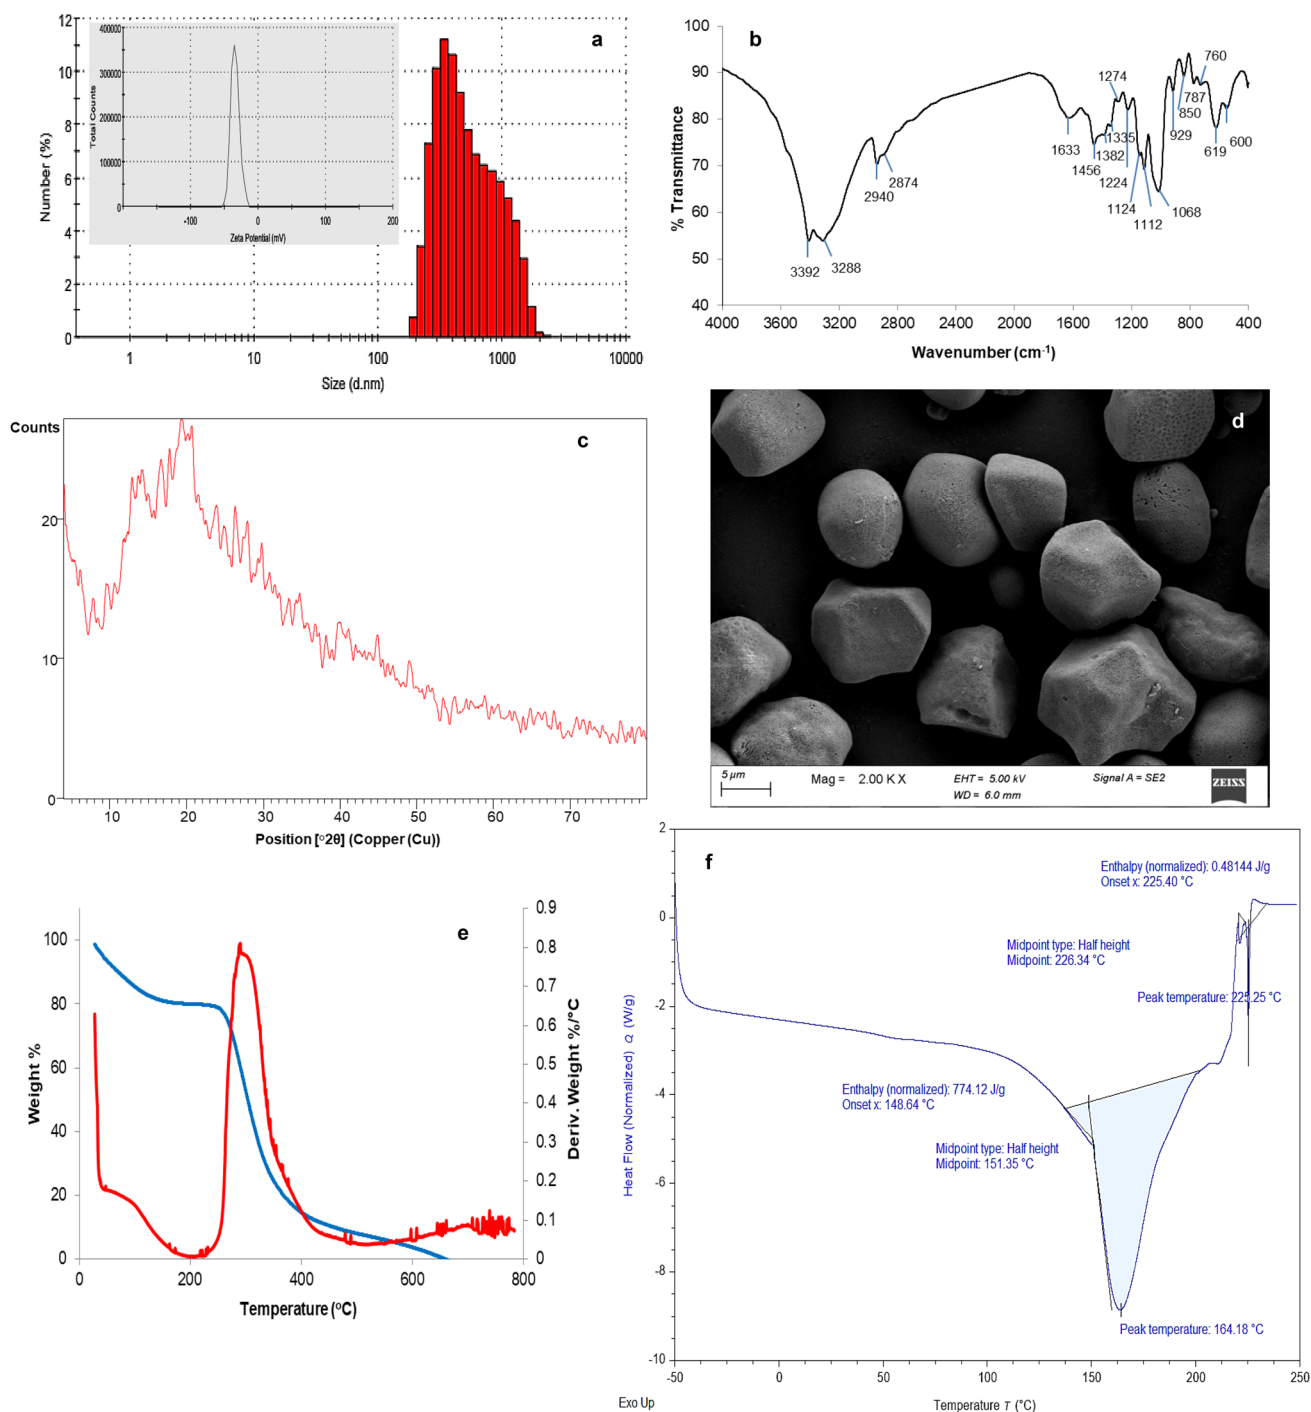 a
12
10
8
6
4
2
0
Number (%)
400000
300000
200000
100000
0
Total Counts
-100
0
100
200
Zeta Potential (mV)
1
10
100
1000
10000
Size (d.nm)
b
100
90
80
70
60
50
40
% Transmittance
3392
3288
2940
2874
1633
1456
1382
1335
1274
1224
1124
1112
1068
929
850
787
760
619
600
4000
3600
3200
2800
2400
2000
1600
1200
800
400
Wavenumber (cm⁻¹)
c
Counts
20
10
0
10
20
30
40
50
60
70
Position [°2θ] (Copper (Cu))
d
5 µm
Mag = 2.00 K X
EHT = 5.00 kV
WD = 6.0 mm
Signal A = SE2
ZEISS
e
100
80
60
40
20
0
Weight %
0.9
0.8
0.7
0.6
0.5
0.4
0.3
0.2
0.1
0
Deriv. Weight %/°C
0
200
400
600
800
Temperature (°C)
f
2
0
-2
-4
-6
-8
-10
Heat Flow (Normalized) Q (W/g)
Enthalpy (normalized): 0.48144 J/g
Onset x: 225.40 °C
Midpoint type: Half height
Midpoint: 226.34 °C
Peak temperature: 225.25 °C
Enthalpy (normalized): 774.12 J/g
Onset x: 148.64 °C
Midpoint type: Half height
Midpoint: 151.35 °C
Peak temperature: 164.18 °C
-50
0
50
100
150
200
250
Exo Up
Temperature T (°C)